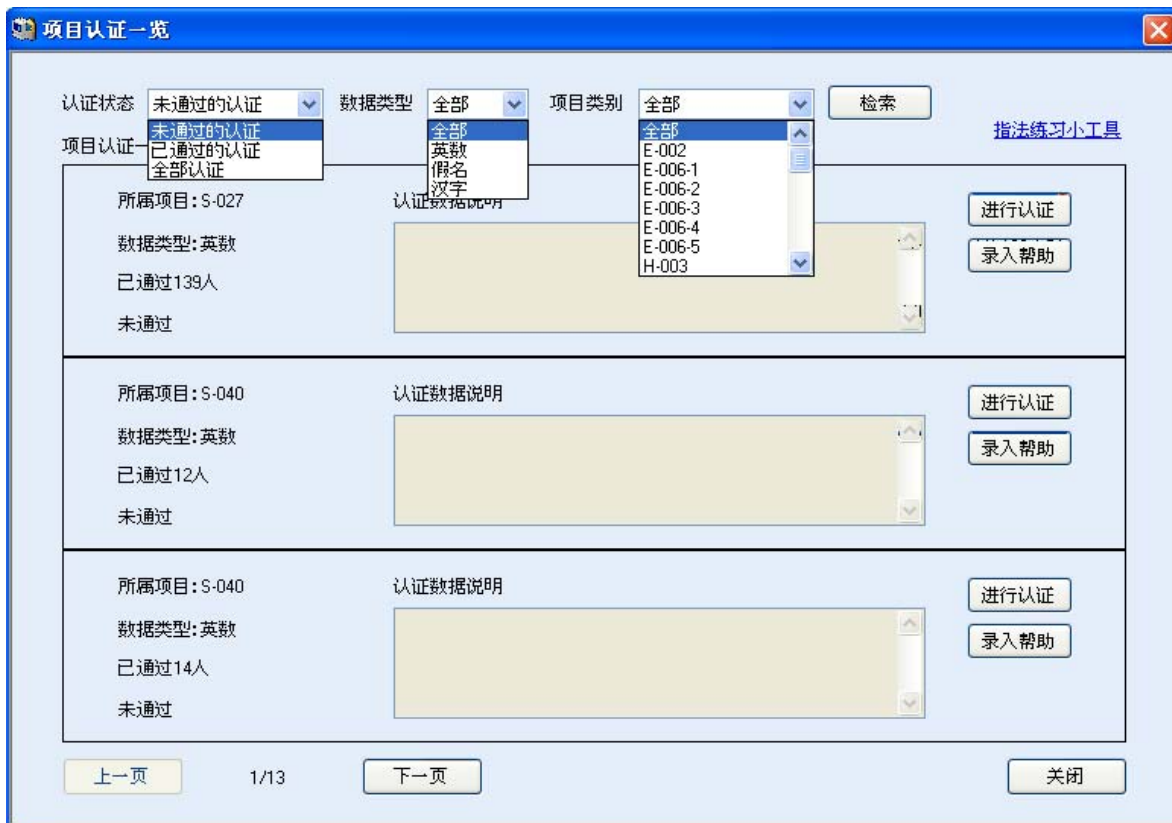 项目认证一览
认证状态 未通过的认证 数据类型 全部 项目类别 全部 检索
未通过的认证
已通过的认证
全部认证
全部
英数
假名
汉字
全部
E-002
E-006-1
E-006-2
E-006-3
E-006-4
E-006-5
H-003
指法练习小工具
项目认证一
所属项目:S-027 认证数据说明 进行认证
数据类型:英数 录入帮助
已通过139人
未通过
所属项目:S-040 认证数据说明 进行认证
数据类型:英数 录入帮助
已通过12人
未通过
所属项目:S-040 认证数据说明 进行认证
数据类型:英数 录入帮助
已通过14人
未通过
上一页 1/13 下一页 关闭